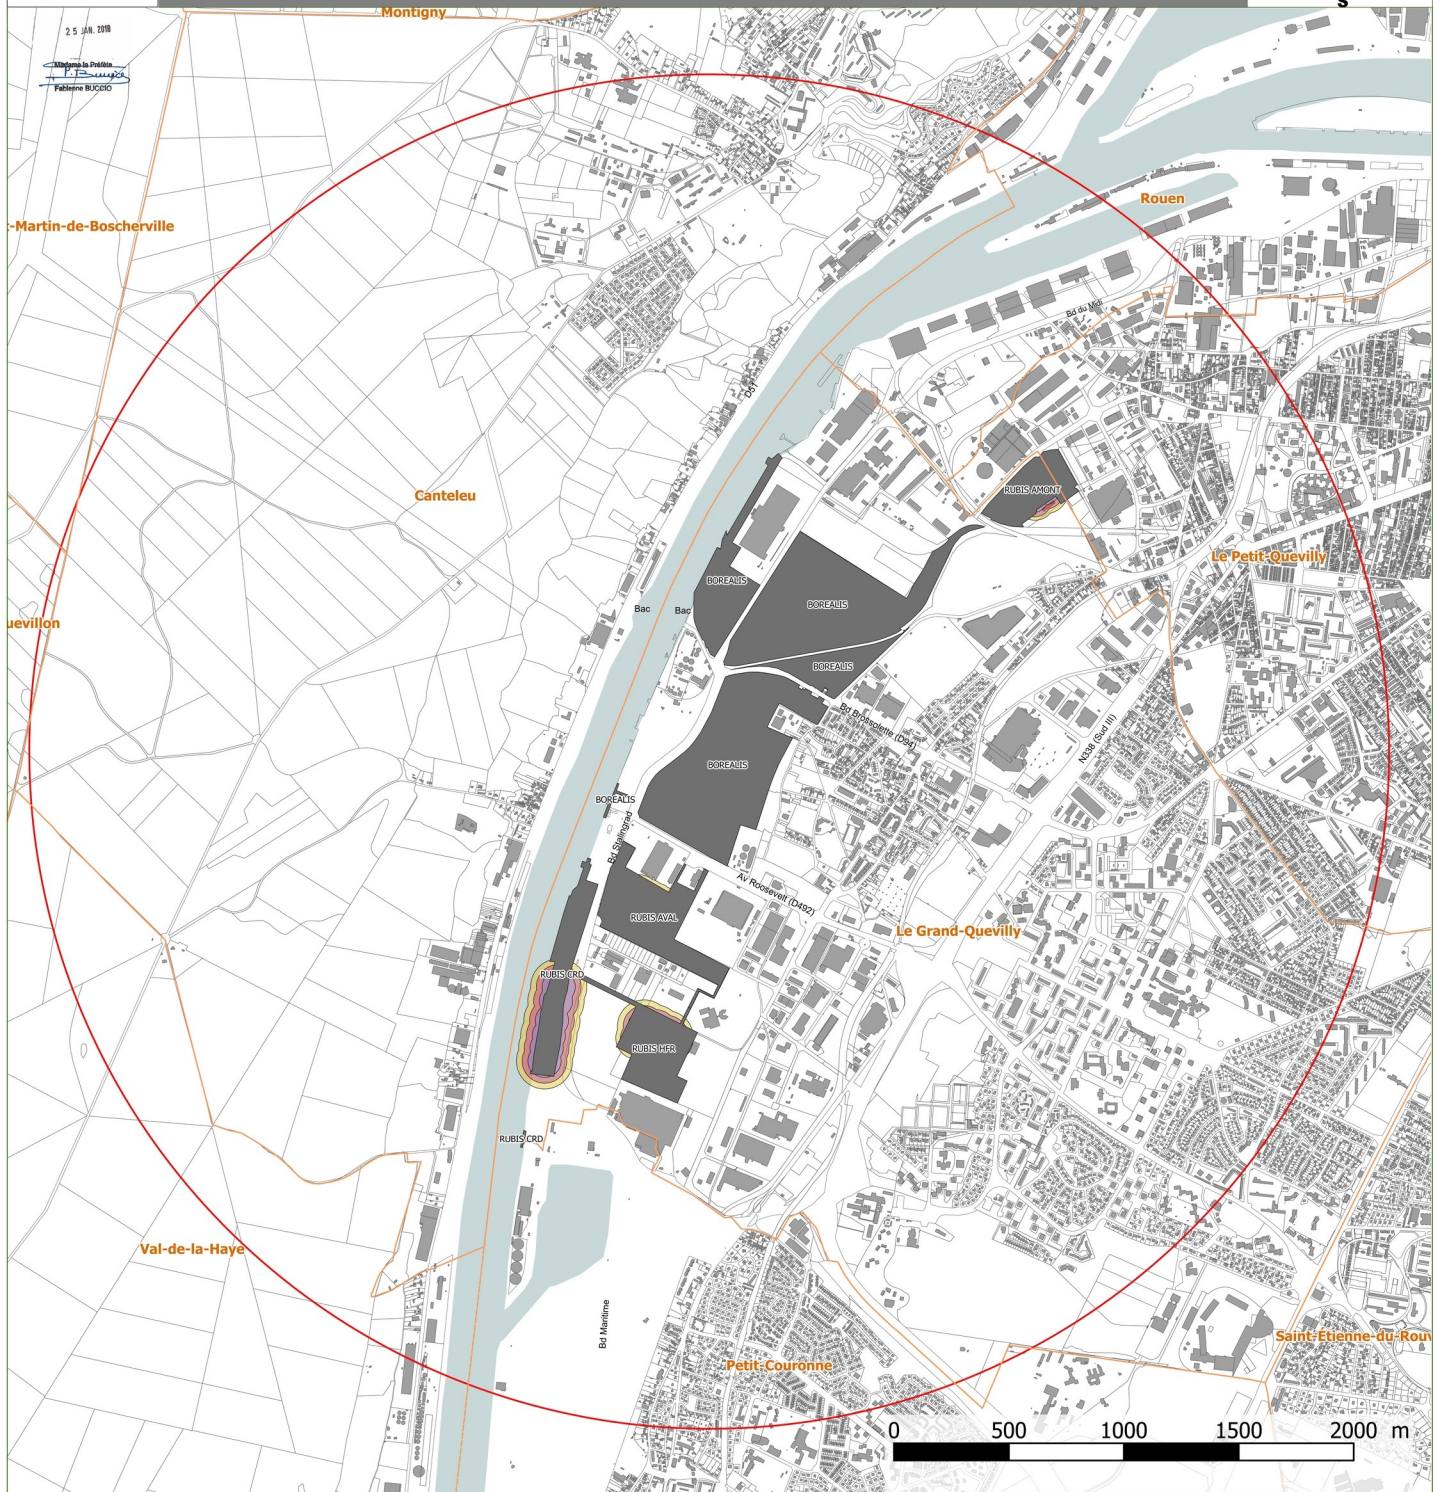 S
Montigny
25 JAN. 2018
Madame la Préfète
Fabienne BUCCIO
Rouen
-Martin-de-Boscherville
Bd du Midi
D51
Canteleu
RUBIS AMONT
Le Petit-Quevilly
BOREALIS
BOREALIS
Bac
Bac
uevillon
BOREALIS
Bd Brossolette (D94)
N338 (Sud III)
BOREALIS
BOREALIS
Bd Stalingrad
Av Roosevelt (D492)
RUBIS AVAL
Le Grand-Quevilly
RUBIS CRD
RUBIS HFR
RUBIS CRD
Val-de-la-Haye
Bd Maritime
Saint-Étienne-du-Rouv
Petit-Couronne
0 500 1000 1500 2000 m